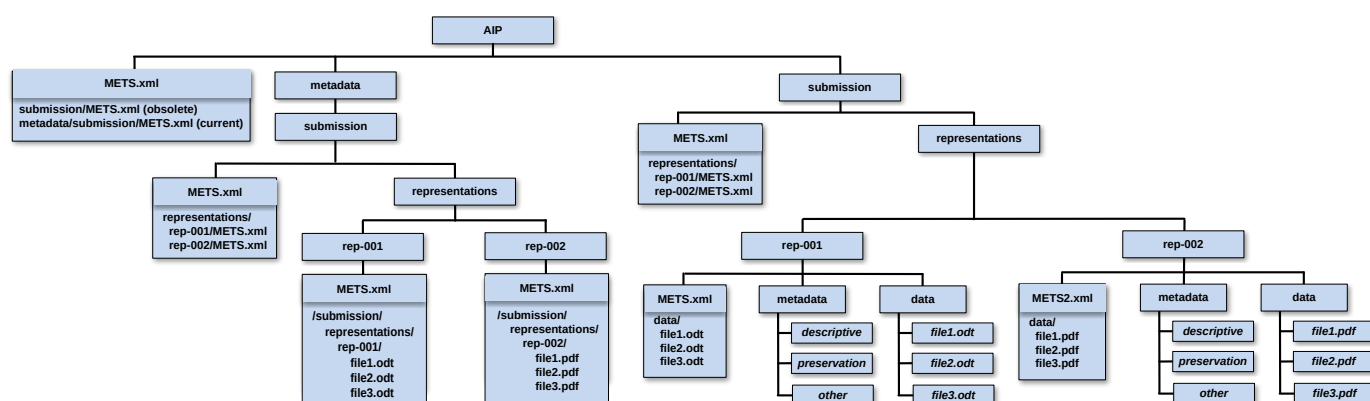 AIP
METS.xml
submission/METS.xml (obsolete)
metadata/submission/METS.xml (current)
metadata
submission
METS.xml
representations/
rep-001/METS.xml
rep-002/METS.xml
representations
rep-001
METS.xml
/submission/
representations/
rep-001/
file1.odt
file2.odt
file3.odt
rep-002
METS.xml
/submission/
representations/
rep-002/
file1.pdf
file2.pdf
file3.pdf
submission
METS.xml
representations/
rep-001/METS.xml
rep-002/METS.xml
representations
rep-001
METS.xml
data/
file1.odt
file2.odt
file3.odt
metadata
descriptive
preservation
other
data
file1.odt
file2.odt
file3.odt
rep-002
METS2.xml
data/
file1.pdf
file2.pdf
file3.pdf
metadata
descriptive
preservation
other
data
file1.pdf
file2.pdf
file3.pdf